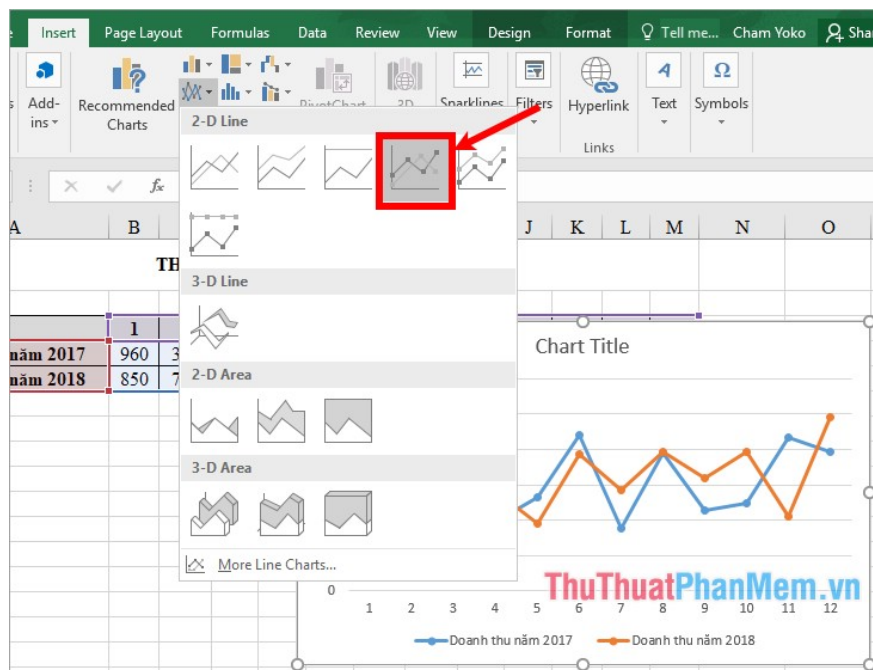 Insert Page Layout Formulas Data Review View Design Format Tell me... Cham Yoko Sha
Add-ins
Recommended Charts
PivotChart
3D
Sparklines
Filters
Hyperlink
Text
Symbols
Links
2-D Line
3-D Line
2-D Area
3-D Area
More Line Charts...
fx
A B J K L M N O
TH
1
năm 2017 960 3
năm 2018 850 7
Chart Title
0
1 2 3 4 5 6 7 8 9 10 11 12
Doanh thu năm 2017 Doanh thu năm 2018
ThuThuatPhanMem.vn